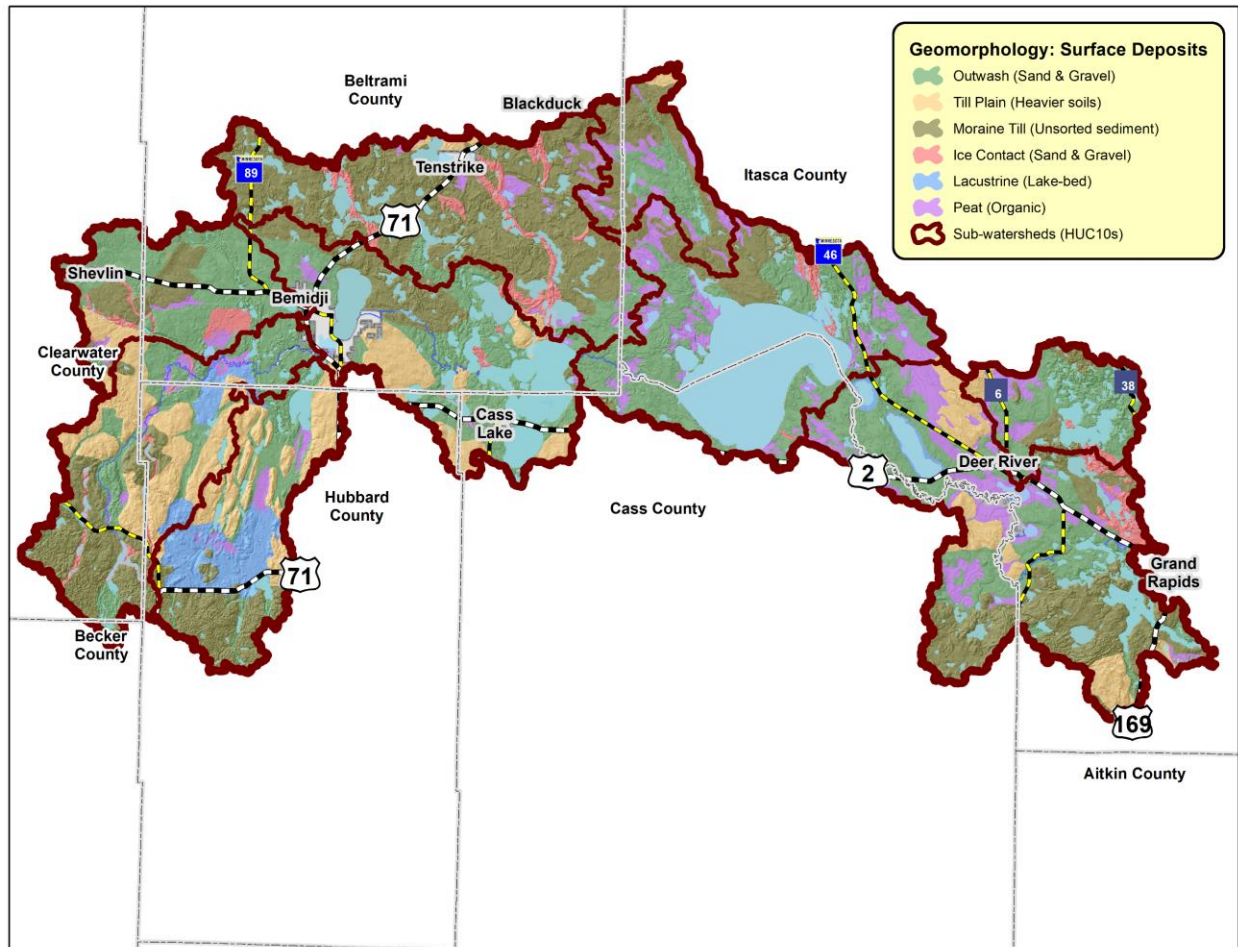 Geomorphology: Surface Deposits
Outwash (Sand & Gravel)
Till Plain (Heavier soils)
Moraine Till (Unsorted sediment)
Ice Contact (Sand & Gravel)
Lacustrine (Lake-bed)
Peat (Organic)
Sub-watersheds (HUC10s)
Beltrami
County
Blackduck
MINNESOTA
89
Tenstrike
Itasca County
71
MINNESOTA
46
Shevlin
Bemidji
Clearwater
County
6
38
Cass
Lake
Deer River
2
Hubbard
County
Cass County
71
Grand
Rapids
Becker
County
169
Aitkin County